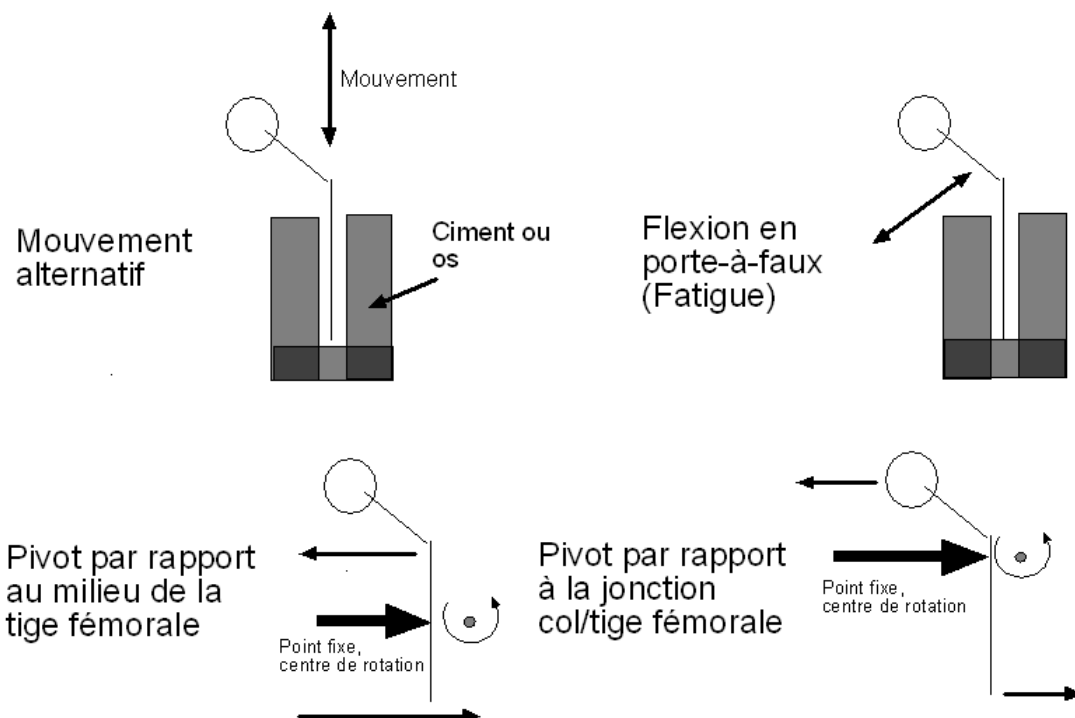 Mouvement
Mouvement
alternatif
Ciment ou
os
Flexion en
porte-à-faux
(Fatigue)
Pivot par rapport
au milieu de la
tige fémorale
Point fixe,
centre de rotation
Pivot par rapport
à la jonction
col/tige fémorale
Point fixe,
centre de rotation